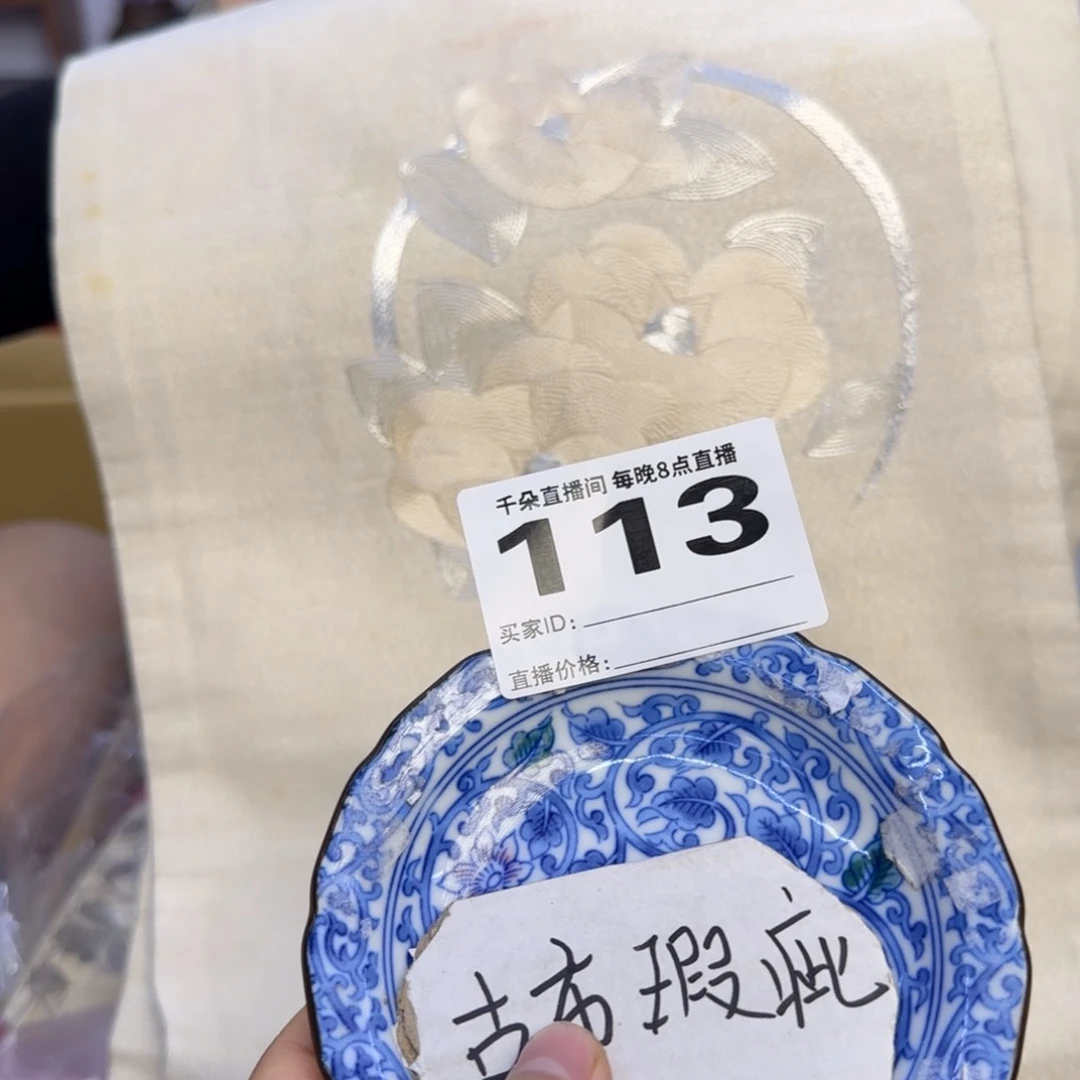 千朵直播间 每晚8点直播
113
买家ID：
直播价格：
古布瑕疵